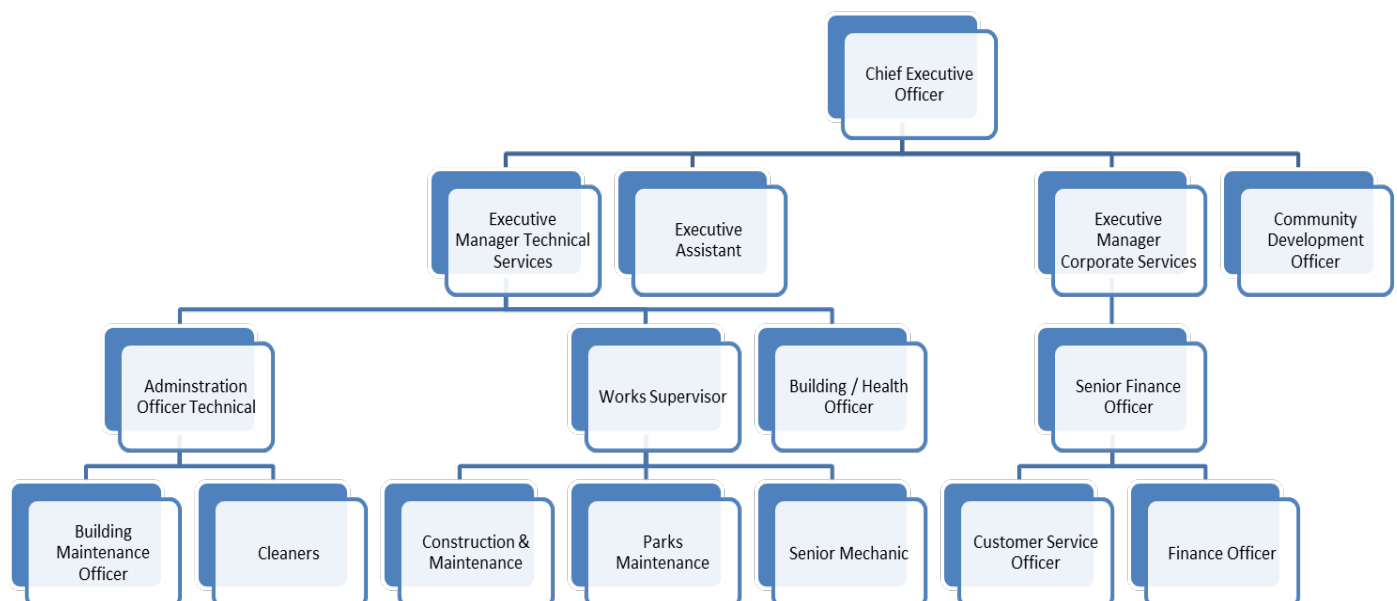 Chief Executive
Officer
Executive
Manager Technical
Services
Executive
Assistant
Executive
Manager
Corporate Services
Community
Development
Officer
Adminstration
Officer Technical
Works Supervisor
Building / Health
Officer
Senior Finance
Officer
Building
Maintenance
Officer
Cleaners
Construction &
Maintenance
Parks
Maintenance
Senior Mechanic
Customer Service
Officer
Finance Officer